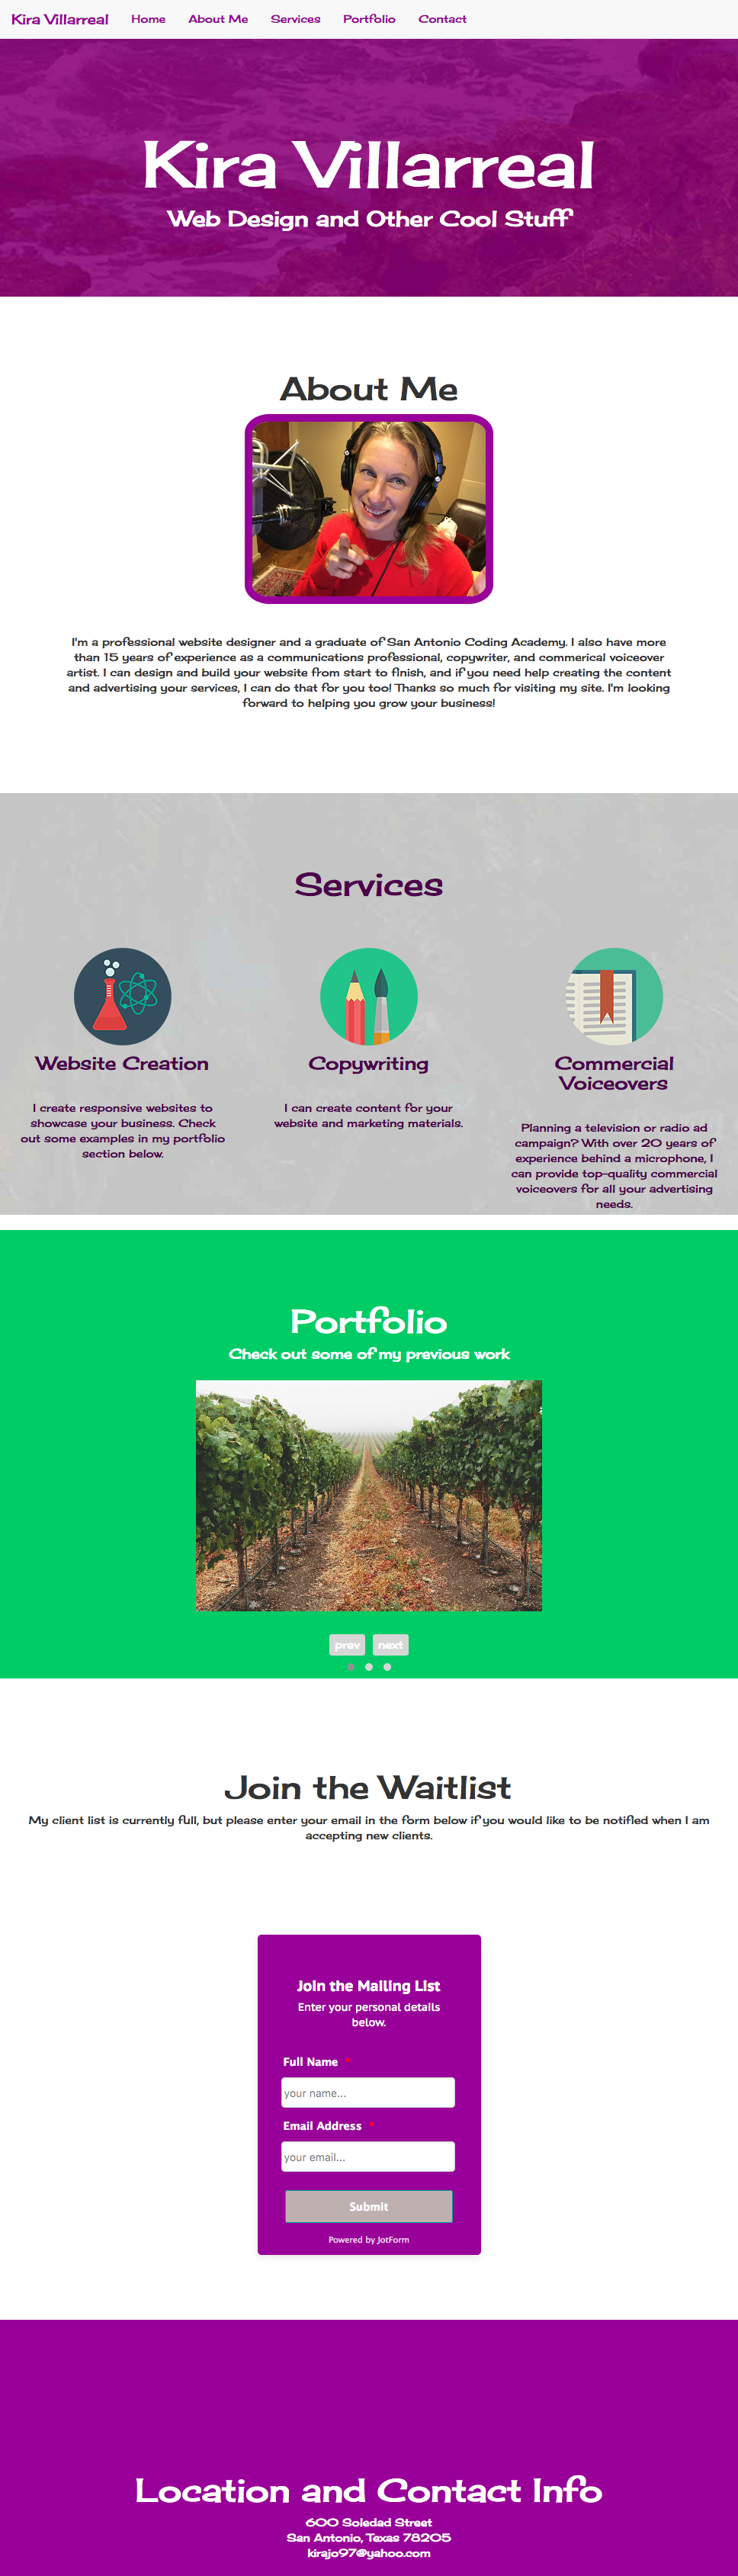 Kira Villarreal Home About Me Services Portfolio Contact
Kira Villarreal
Web Design and Other Cool Stuff
About Me
I'm a professional website designer and a graduate of San Antonio Coding Academy. I also have more
than 15 years of experience as a communications professional, copywriter, and commerical voiceover
artist. I can design and build your website from start to finish, and if you need help creating the content
and advertising your services, I can do that for you too! Thanks so much for visiting my site. I'm looking
forward to helping you grow your business!
Services
Website Creation
I create responsive websites to
showcase your business. Check
out some examples in my portfolio
section below.
Copywriting
I can create content for your
website and marketing materials.
Commercial
Voiceovers
Planning a television or radio ad
campaign? With over 20 years of
experience behind a microphone, I
can provide top-quality commercial
voiceovers for all your advertising
needs.
Portfolio
Check out some of my previous work
prev next
Join the Waitlist
My client list is currently full, but please enter your email in the form below if you would like to be notified when I am
accepting new clients.
Join the Mailing List
Enter your personal details
below.
Full Name *
your name...
Email Address *
your email...
Submit
Powered by JotForm
Location and Contact Info
600 Soledad Street
San Antonio, Texas 78205
kirajo97@yahoo.com